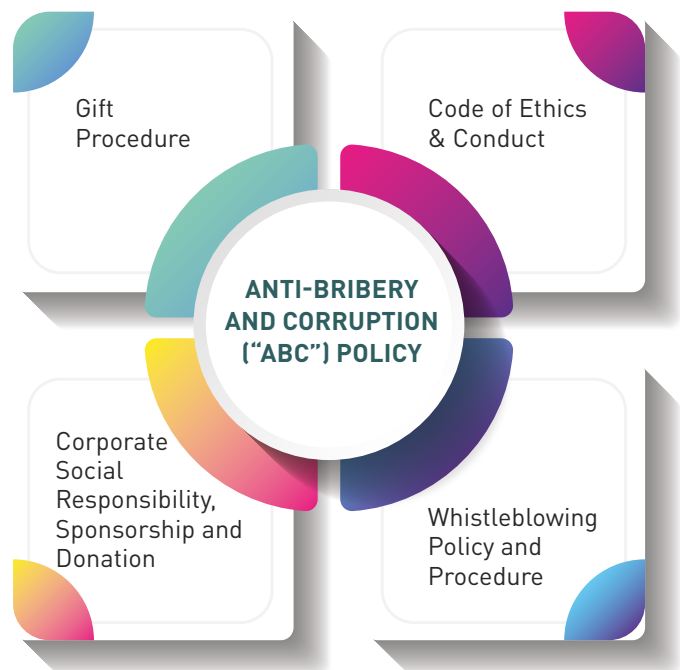 Gift
Procedure
Code of Ethics
& Conduct
ANTI-BRIBERY
AND CORRUPTION
(“ABC”) POLICY
Corporate
Social
Responsibility,
Sponsorship and
Donation
Whistleblowing
Policy and
Procedure